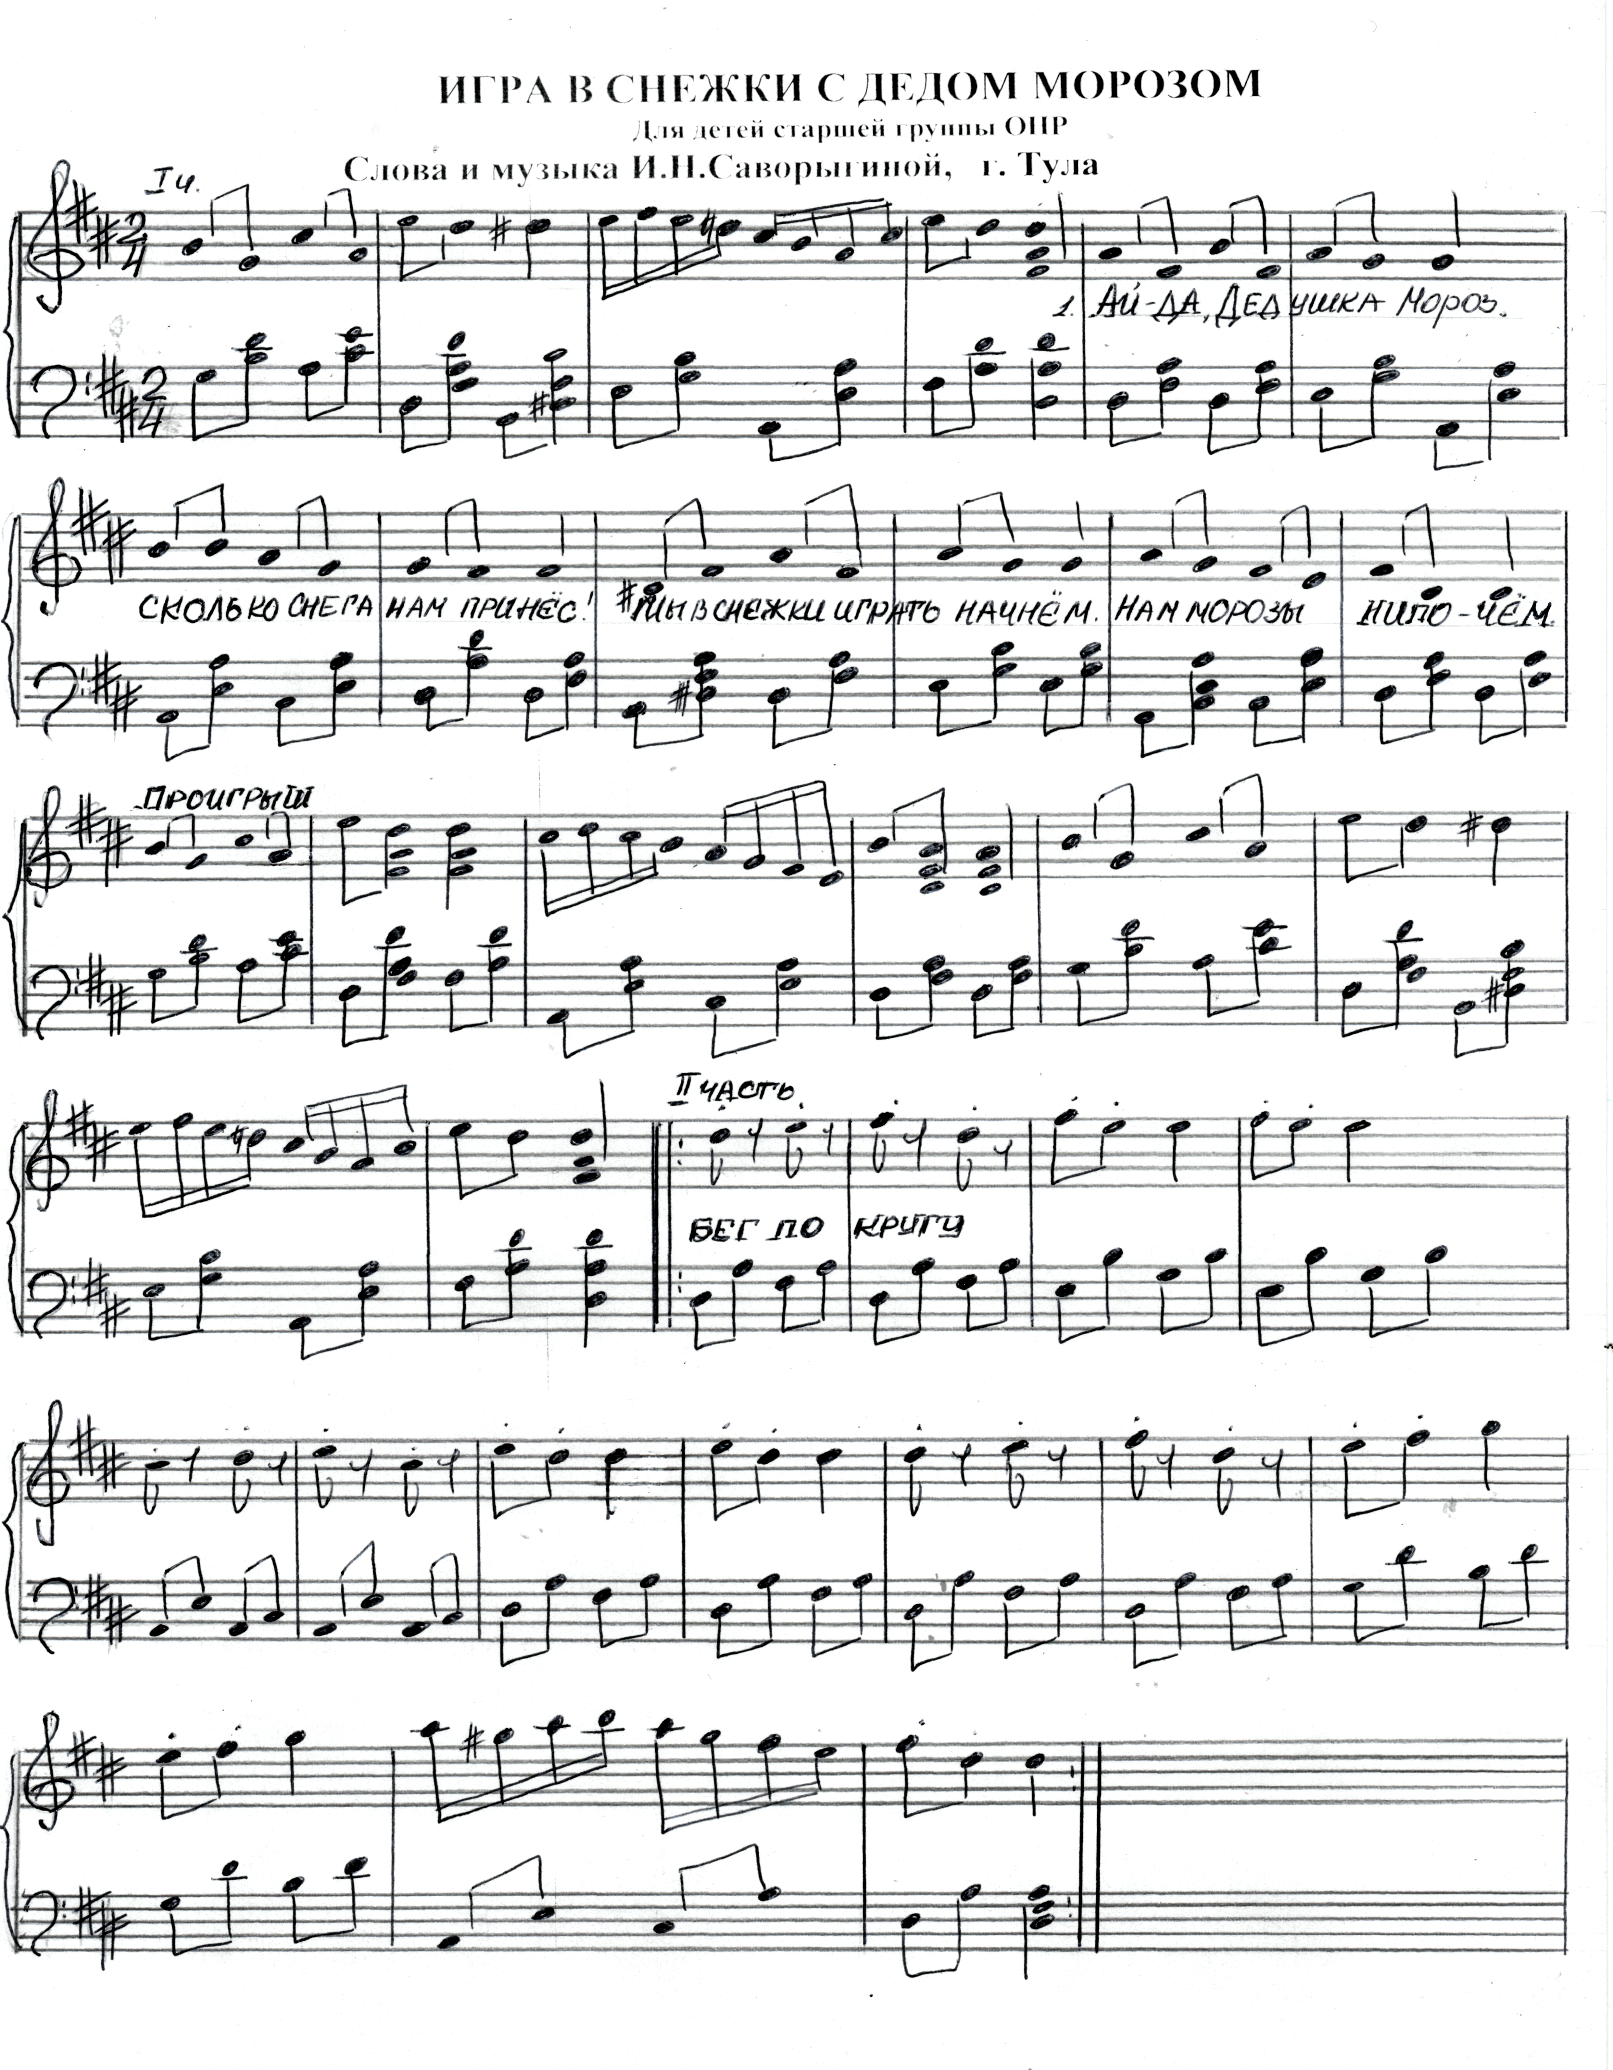 ИГРА В СНЕЖКИ С ДЕДОМ МОРОЗОМ
Для детей старшей группы ОНР
Слова и музыка И.Н.Саворыгиной, г. Тула
I ч.
1. АЙ-ДА, ДЕДУШКА МОРОЗ.
СКОЛЬКО СНЕГА НАМ ПРИНЁС! МЫ В СНЕЖКИ ИГРАТЬ НАЧНЁМ. НАМ МОРОЗЫ НИПО-ЧЁМ.
ПРОИГРЫШ
II ЧАСТЬ
БЕГ ПО КРУГУ